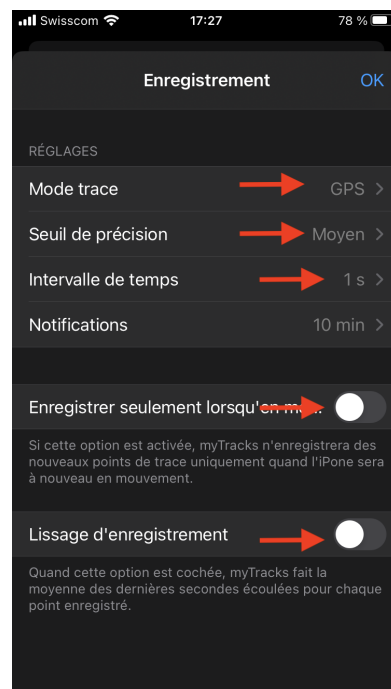 Swisscom 17:27 78 %
Enregistrement OK
RÉGLAGES
Mode trace GPS
Seuil de précision Moyen
Intervalle de temps 1 s
Notifications 10 min
Enregistrer seulement lorsqu'en
Si cette option est activée, myTracks n'enregistrera des
nouveaux points de trace uniquement quand l'iPone sera
à nouveau en mouvement.
Lissage d'enregistrement
Quand cette option est cochée, myTracks fait la
moyenne des dernières secondes écoulées pour chaque
point enregistré.